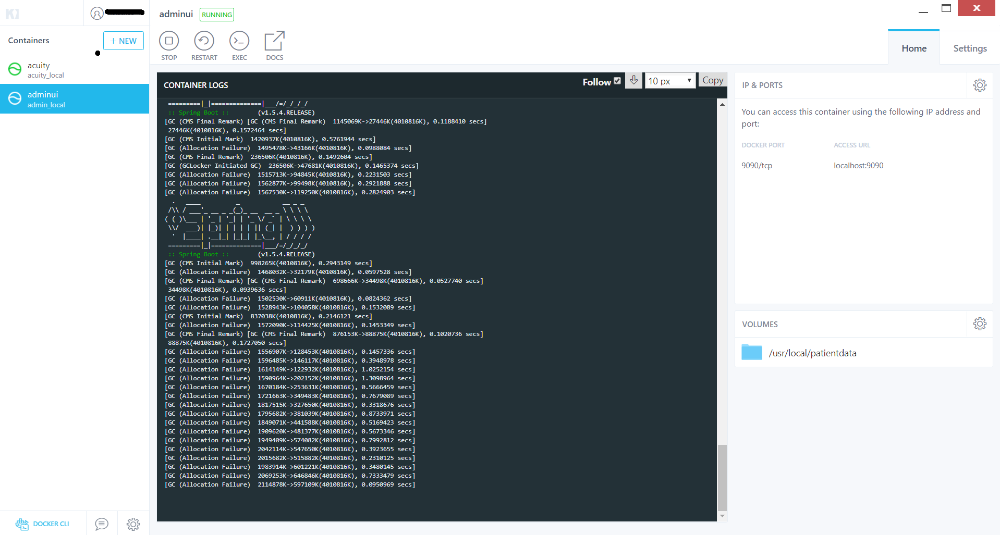 adminui RUNNING
Containers
+ NEW
acuity
acuity_local
adminui
admin_local
STOP
RESTART
EXEC
DOCS
Home
Settings
CONTAINER LOGS
Follow
10 px
Copy
=========|_|==============|___/=/_/_/_/
:: Spring Boot ::        (v1.5.4.RELEASE)
[GC (CMS Final Remark) [GC (CMS Final Remark)  1145069K->27446K(4010816K), 0.1188410 secs]
27446K(4010816K), 0.1572464 secs]
[GC (CMS Initial Mark)  1420937K(4010816K), 0.5761944 secs]
[GC (Allocation Failure)  1495478K->43166K(4010816K), 0.0988084 secs]
[GC (CMS Final Remark)  236506K(4010816K), 0.1492604 secs]
[GC (GCLocker Initiated GC)  236506K->47681K(4010816K), 0.1465374 secs]
[GC (Allocation Failure)  1515713K->94845K(4010816K), 0.2231503 secs]
[GC (Allocation Failure)  1562877K->99498K(4010816K), 0.2921888 secs]
[GC (Allocation Failure)  1567530K->119250K(4010816K), 0.2824903 secs]
  .   ____          _            __ _ _
 /\\ / ___'_ __ _ _(_)_ __  __ _ \ \ \ \
( ( )\___ | '_ | '_| | '_ \/ _` | \ \ \ \
 \\/  ___)| |_)| | | | | || (_| |  ) ) ) )
  '  |____| .__|_| |_|_| |_\__, | / / / /
 =========|_|==============|___/=/_/_/_/
:: Spring Boot ::        (v1.5.4.RELEASE)
[GC (CMS Initial Mark)  998265K(4010816K), 0.2943149 secs]
[GC (Allocation Failure)  1468032K->32179K(4010816K), 0.0597528 secs]
[GC (CMS Final Remark) [GC (CMS Final Remark)  698666K->34498K(4010816K), 0.0527740 secs]
34498K(4010816K), 0.0939636 secs]
[GC (Allocation Failure)  1502530K->60911K(4010816K), 0.0824362 secs]
[GC (Allocation Failure)  1528943K->104058K(4010816K), 0.1532089 secs]
[GC (CMS Initial Mark)  837038K(4010816K), 0.2146121 secs]
[GC (Allocation Failure)  1572090K->114425K(4010816K), 0.1453349 secs]
[GC (CMS Final Remark) [GC (CMS Final Remark)  876153K->88875K(4010816K), 0.1020736 secs]
88875K(4010816K), 0.1727050 secs]
[GC (Allocation Failure)  1556907K->128453K(4010816K), 0.1457336 secs]
[GC (Allocation Failure)  1596485K->146117K(4010816K), 0.3948978 secs]
[GC (Allocation Failure)  1614149K->122932K(4010816K), 1.0252154 secs]
[GC (Allocation Failure)  1590964K->202152K(4010816K), 1.3098964 secs]
[GC (Allocation Failure)  1670184K->253631K(4010816K), 0.5666459 secs]
[GC (Allocation Failure)  1721663K->349483K(4010816K), 0.7679089 secs]
[GC (Allocation Failure)  1817515K->327650K(4010816K), 0.3318676 secs]
[GC (Allocation Failure)  1795682K->381039K(4010816K), 0.8733971 secs]
[GC (Allocation Failure)  1849071K->441588K(4010816K), 0.5169423 secs]
[GC (Allocation Failure)  1909620K->481377K(4010816K), 0.5673346 secs]
[GC (Allocation Failure)  1949409K->574082K(4010816K), 0.7992812 secs]
[GC (Allocation Failure)  2042114K->547650K(4010816K), 0.3923655 secs]
[GC (Allocation Failure)  2015682K->515882K(4010816K), 0.2310125 secs]
[GC (Allocation Failure)  1983914K->601221K(4010816K), 0.3480145 secs]
[GC (Allocation Failure)  2069253K->646846K(4010816K), 0.7333479 secs]
[GC (Allocation Failure)  2114878K->597109K(4010816K), 0.0950969 secs]
IP & PORTS
You can access this container using the following IP address and
port:
DOCKER PORT ACCESS URL
9090/tcp localhost:9090
VOLUMES
/usr/local/patientdata
DOCKER CLI